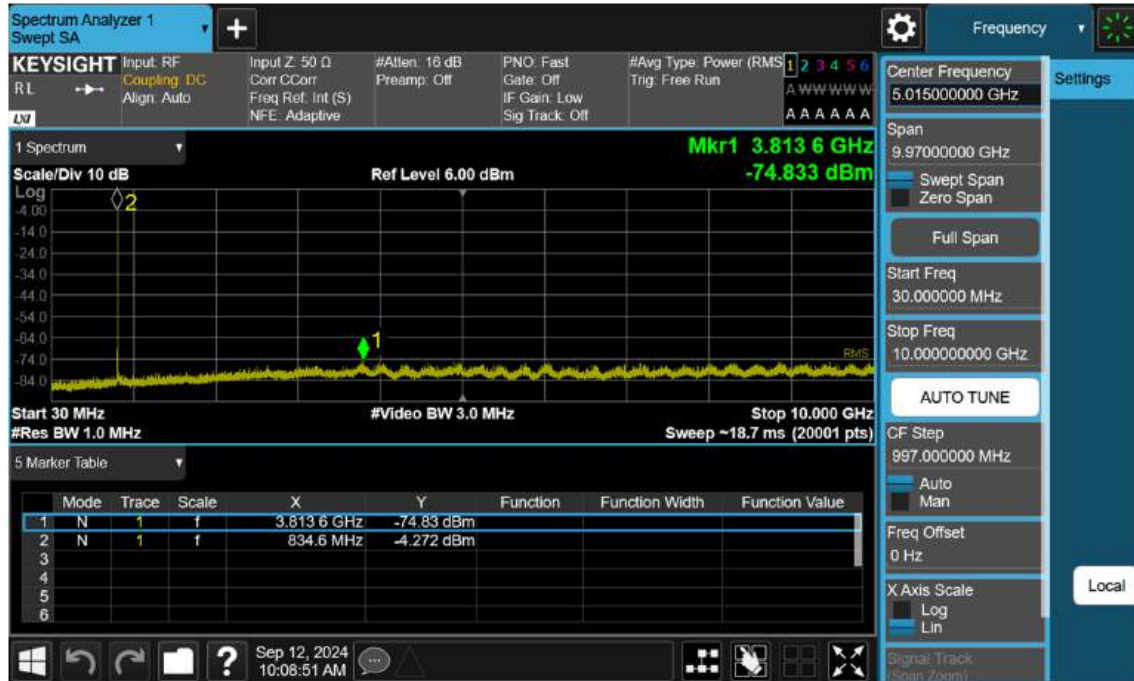 Spectrum Analyzer 1
Swept SA
+
Frequency
KEYSIGHT
RL
LXI
Input: RF
Coupling: DC
Align: Auto
Input Z: 50 Ω
Corr CCorr
Freq Ref: Int (S)
NFE: Adaptive
#Atten: 16 dB
Preamp: Off
PNO: Fast
Gate: Off
IF Gain: Low
Sig Track: Off
#Avg Type: Power (RMS
Trig: Free Run
1 2 3 4 5 6
A W W W W W
A A A A A A
1 Spectrum
Mkr1 3.813 6 GHz
-74.833 dBm
Scale/Div 10 dB
Ref Level 6.00 dBm
Log
-4.00
-14.0
-24.0
-34.0
-44.0
-54.0
-64.0
-74.0
-84.0
2
1
RMS
Start 30 MHz
#Video BW 3.0 MHz
Stop 10.000 GHz
#Res BW 1.0 MHz
Sweep ~18.7 ms (20001 pts)
5 Marker Table
Mode Trace Scale X Y Function Function Width Function Value
1 N 1 f 3.813 6 GHz -74.83 dBm
2 N 1 f 834.6 MHz -4.272 dBm
3
4
5
6
Sep 12, 2024
10:08:51 AM
?
Center Frequency
5.015000000 GHz
Span
9.97000000 GHz
Swept Span
Zero Span
Full Span
Start Freq
30.000000 MHz
Stop Freq
10.000000000 GHz
AUTO TUNE
CF Step
997.000000 MHz
Auto
Man
Freq Offset
0 Hz
X Axis Scale
Log
Lin
Signal Track
(Span Zoom)
Settings
Local